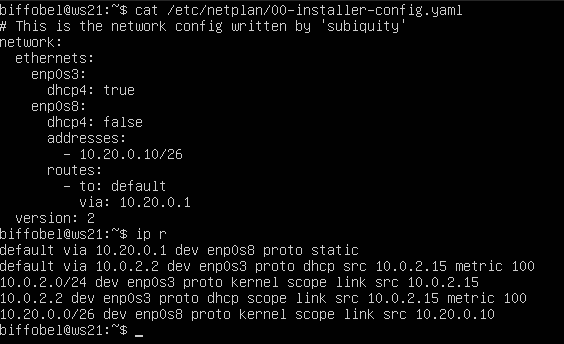 biffobel@ws21:~$ cat /etc/netplan/00-installer-config.yaml
# This is the network config written by 'subiquity'
network:
  ethernets:
    enp0s3:
      dhcp4: true
    enp0s8:
      dhcp4: false
      addresses:
        - 10.20.0.10/26
      routes:
        - to: default
          via: 10.20.0.1
  version: 2
biffobel@ws21:~$ ip r
default via 10.20.0.1 dev enp0s8 proto static
default via 10.0.2.2 dev enp0s3 proto dhcp src 10.0.2.15 metric 100
10.0.2.0/24 dev enp0s3 proto kernel scope link src 10.0.2.15
10.0.2.2 dev enp0s3 proto dhcp scope link src 10.0.2.15 metric 100
10.20.0.0/26 dev enp0s8 proto kernel scope link src 10.20.0.10
biffobel@ws21:~$ _